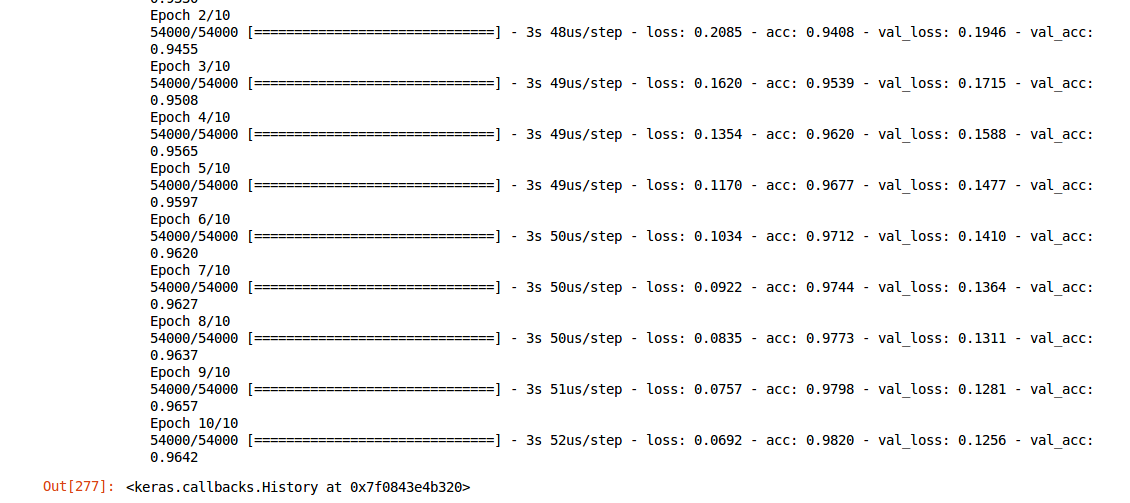 Epoch 2/10
54000/54000 [==============================] - 3s 48us/step - loss: 0.2085 - acc: 0.9408 - val_loss: 0.1946 - val_acc:
0.9455
Epoch 3/10
54000/54000 [==============================] - 3s 49us/step - loss: 0.1620 - acc: 0.9539 - val_loss: 0.1715 - val_acc:
0.9508
Epoch 4/10
54000/54000 [==============================] - 3s 49us/step - loss: 0.1354 - acc: 0.9620 - val_loss: 0.1588 - val_acc:
0.9565
Epoch 5/10
54000/54000 [==============================] - 3s 49us/step - loss: 0.1170 - acc: 0.9677 - val_loss: 0.1477 - val_acc:
0.9597
Epoch 6/10
54000/54000 [==============================] - 3s 50us/step - loss: 0.1034 - acc: 0.9712 - val_loss: 0.1410 - val_acc:
0.9620
Epoch 7/10
54000/54000 [==============================] - 3s 50us/step - loss: 0.0922 - acc: 0.9744 - val_loss: 0.1364 - val_acc:
0.9627
Epoch 8/10
54000/54000 [==============================] - 3s 50us/step - loss: 0.0835 - acc: 0.9773 - val_loss: 0.1311 - val_acc:
0.9637
Epoch 9/10
54000/54000 [==============================] - 3s 51us/step - loss: 0.0757 - acc: 0.9798 - val_loss: 0.1281 - val_acc:
0.9657
Epoch 10/10
54000/54000 [==============================] - 3s 52us/step - loss: 0.0692 - acc: 0.9820 - val_loss: 0.1256 - val_acc:
0.9642
Out[277]: <keras.callbacks.History at 0x7f0843e4b320>